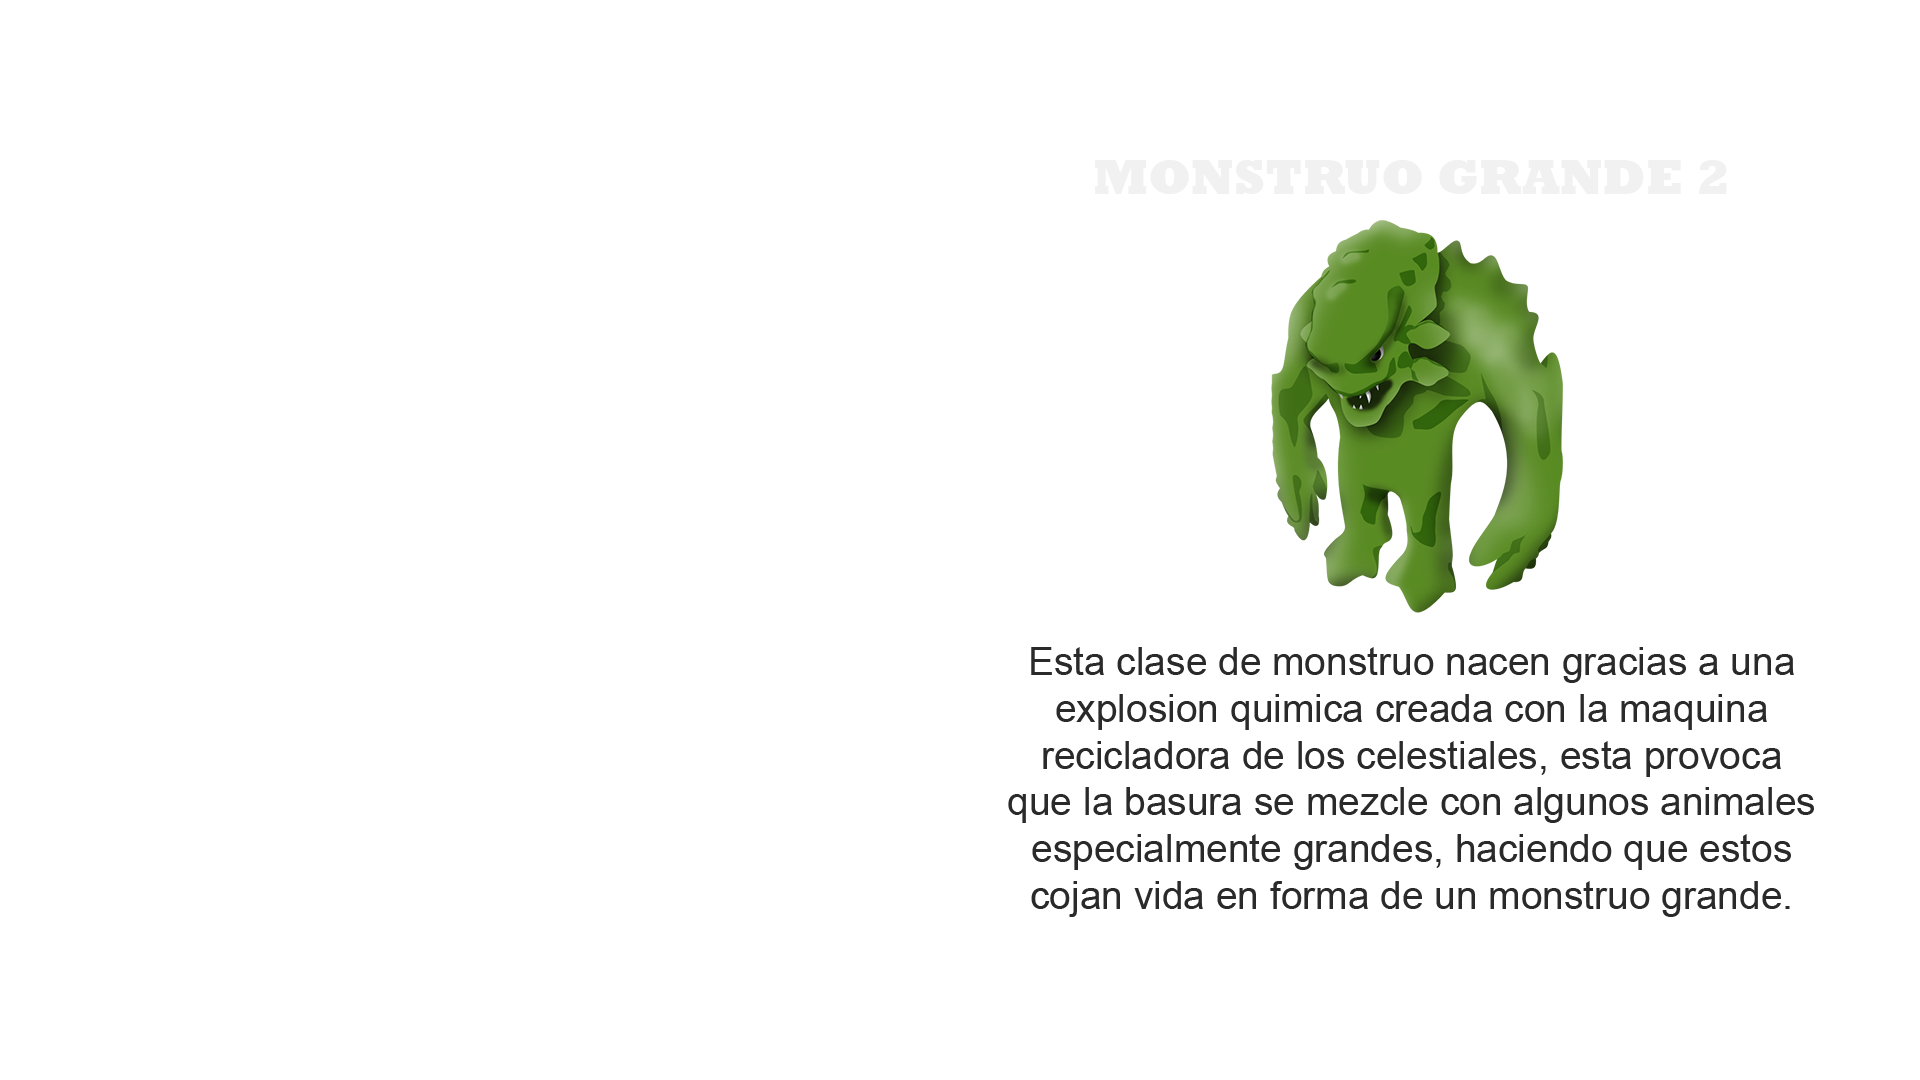 MONSTRUO GRANDE 2
Esta clase de monstruo nacen gracias a una
explosion quimica creada con la maquina
recicladora de los celestiales, esta provoca
que la basura se mezcle con algunos animales
especialmente grandes, haciendo que estos
cojan vida en forma de un monstruo grande.